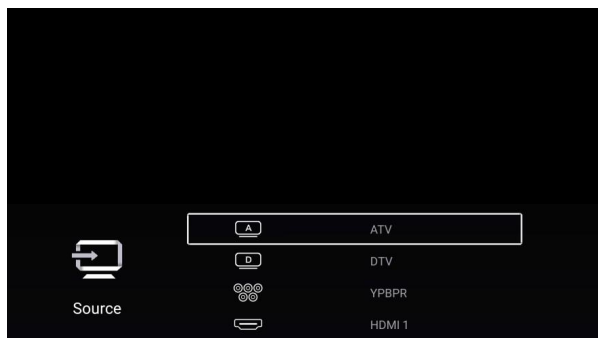 A ATV
D DTV
YPBPR
Source
HDMI 1